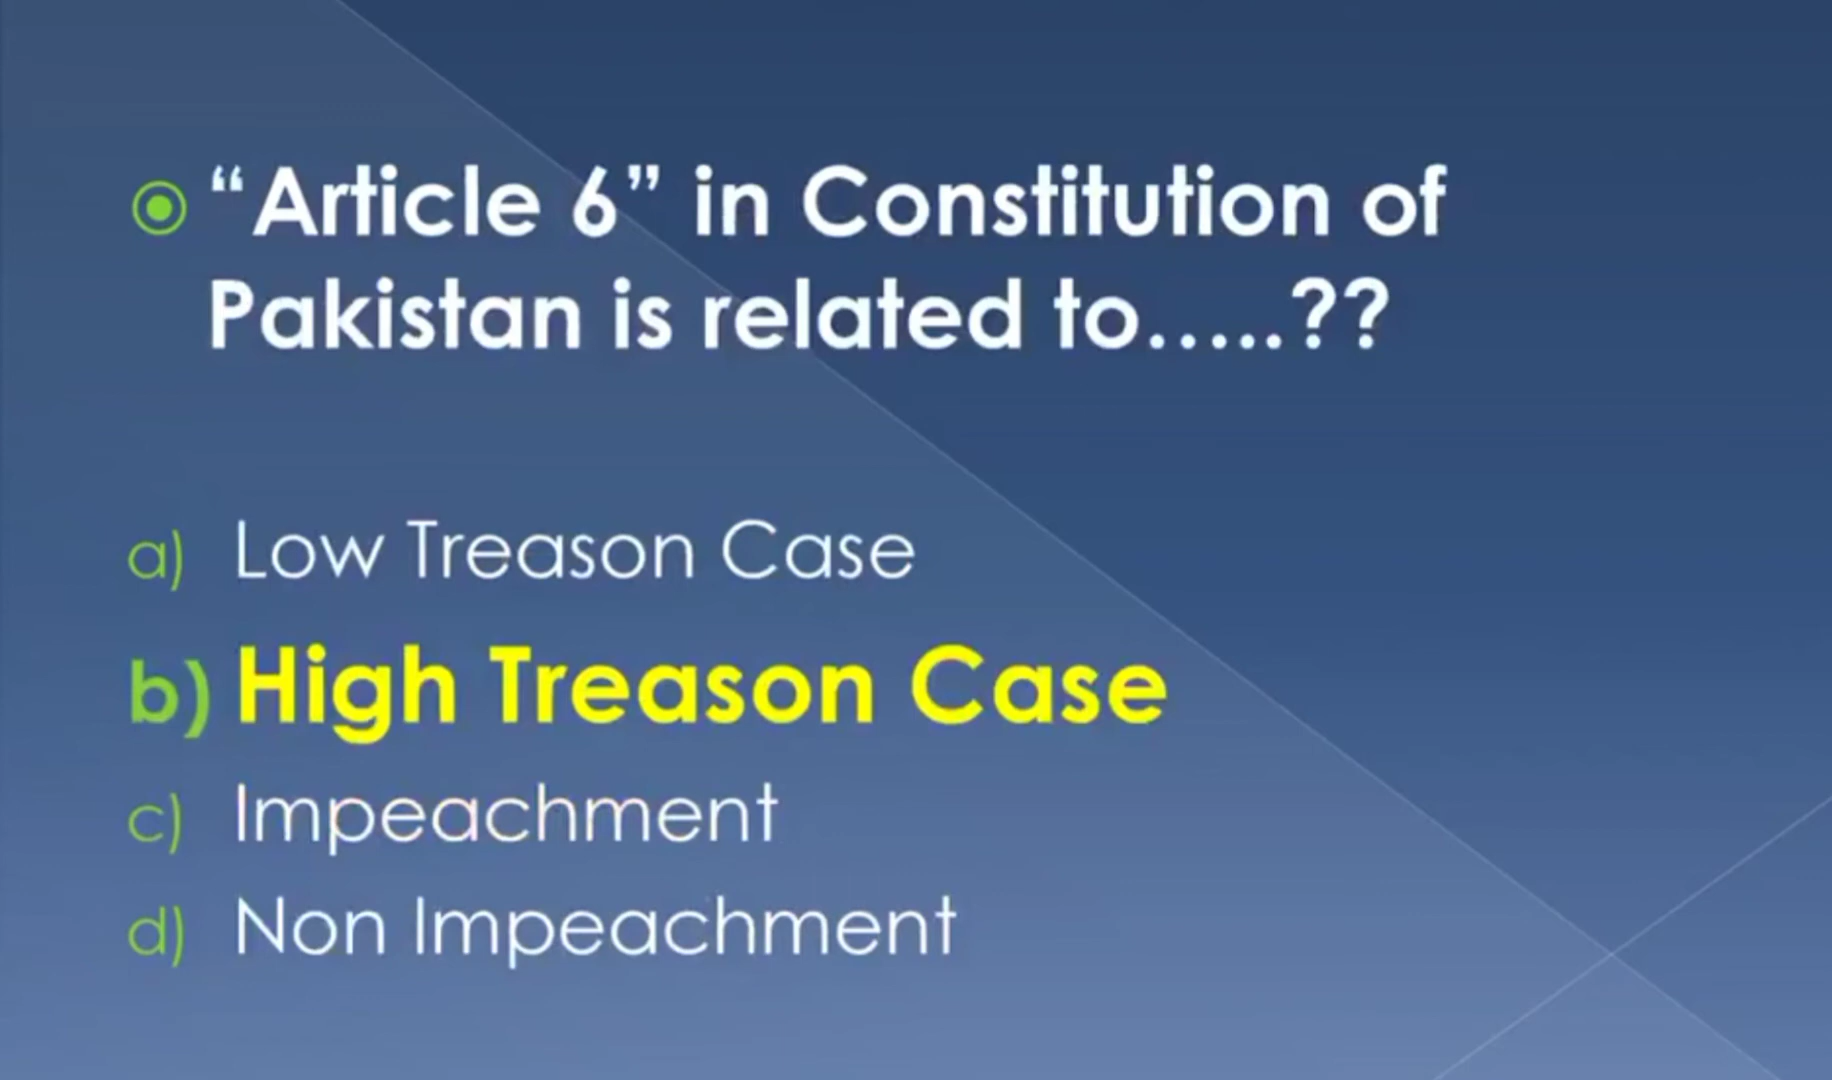 “Article 6” in Constitution of
Pakistan is related to.....??
a) Low Treason Case
b) High Treason Case
c) Impeachment
d) Non Impeachment